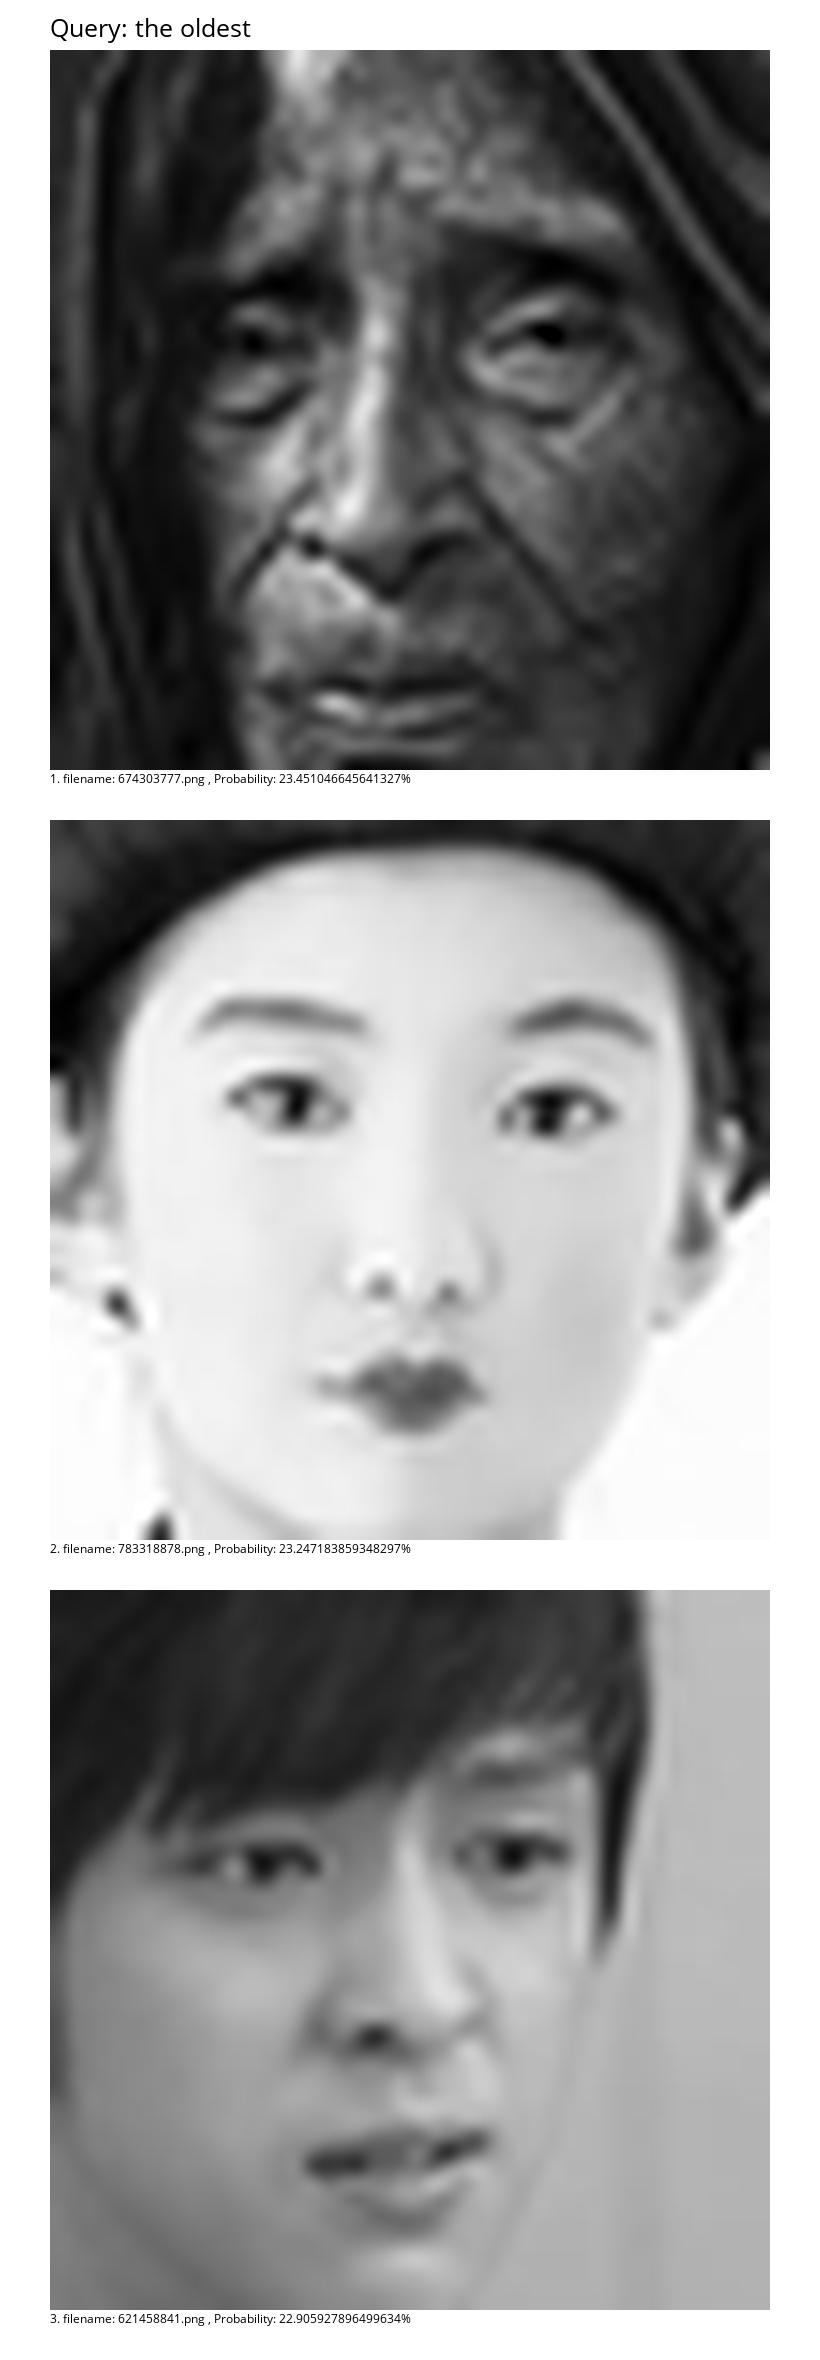 Query: the oldest
1. filename: 674303777.png , Probability: 23.451046645641327%
2. filename: 783318878.png , Probability: 23.247183859348297%
3. filename: 621458841.png , Probability: 22.905927896499634%